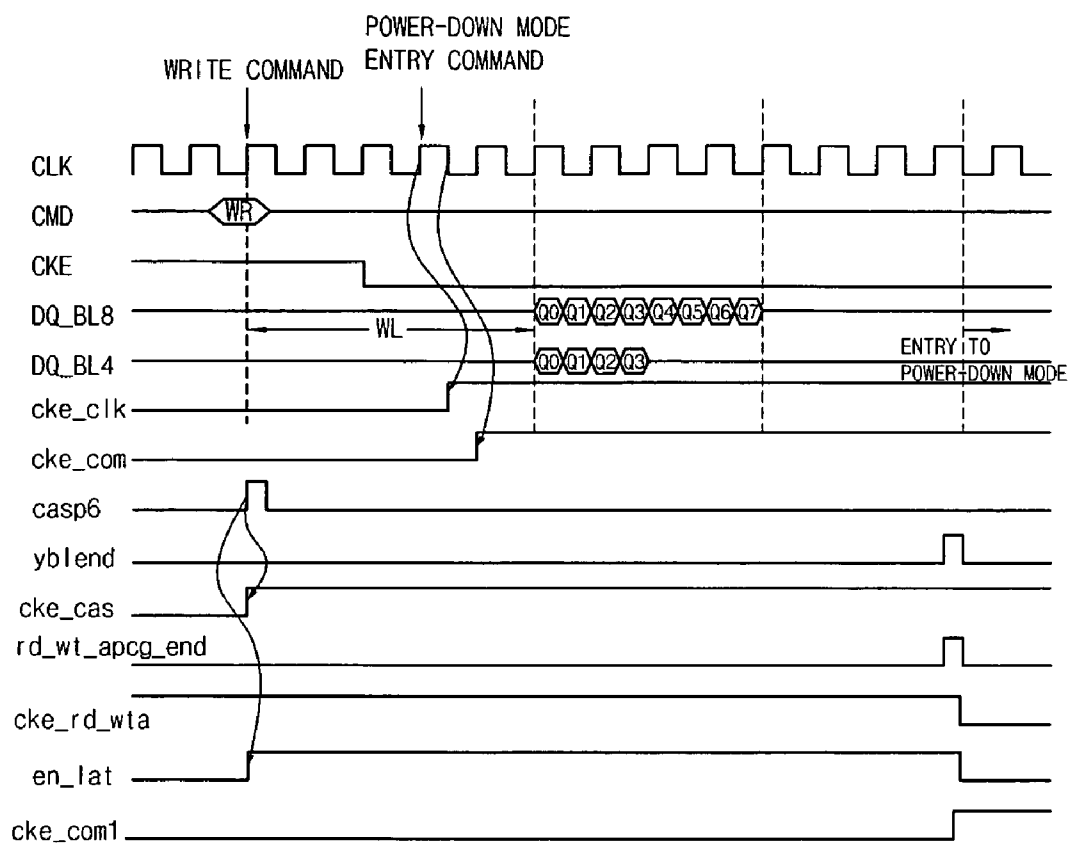 POWER-DOWN MODE
ENTRY COMMAND
WRITE COMMAND
CLK
CMD
WR
CKE
DQ_BL8
Q0 Q1 Q2 Q3 Q4 Q5 Q6 Q7
WL
DQ_BL4
Q0 Q1 Q2 Q3
ENTRY TO
POWER-DOWN MODE
cke_clk
cke_com
casp6
yblend
cke_cas
rd_wt_apcg_end
cke_rd_wta
en_lat
cke_com1